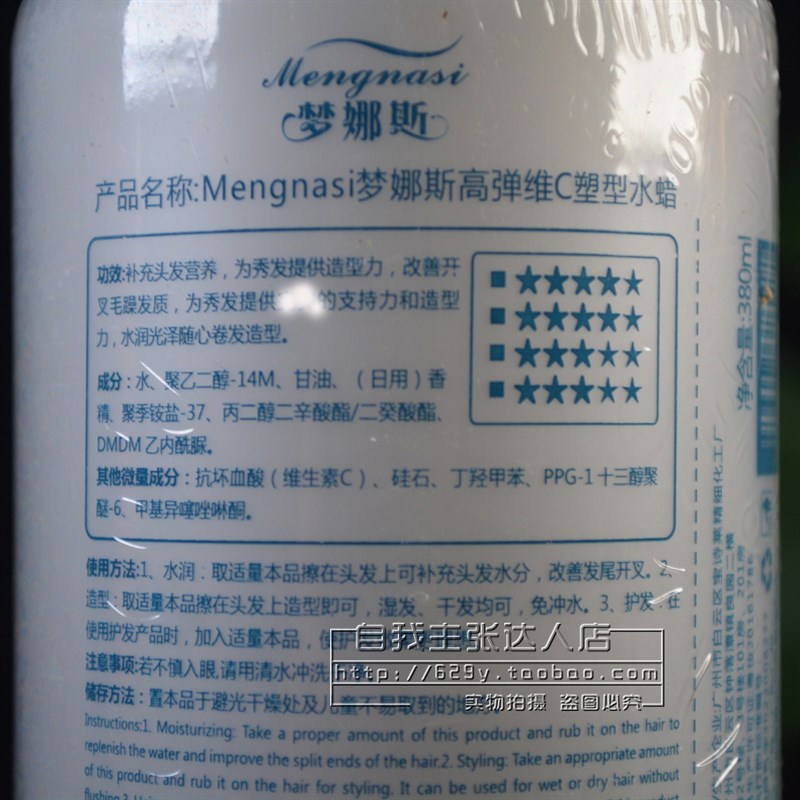 Mengnasi
梦娜斯
产品名称:Mengnasi梦娜斯高弹维C塑型水蜡
功效:补充头发营养，为秀发提供造型力，改善开
叉毛躁发质，为秀发提供 的支持力和造型
力，水润光泽随心卷发造型。
■ ★★★★★
■ ★★★★★
■ ★★★★★
■ ★★★★★
成分：水、聚乙二醇-14M、甘油、（日用）香
精、聚季铵盐-37、丙二醇二辛酸酯/二癸酸酯、
DMDM 乙内酰脲。
其他微量成分：抗坏血酸（维生素C）、硅石、丁羟甲苯、PPG-1 十三醇聚
醚-6、甲基异噻唑啉酮。
使用方法:1、水润：取适量本品擦在头发上可补充头发水分，改善发尾开叉。2、
造型：取适量本品擦在头发上造型即可，湿发、干发均可，免冲水。3、护发：在
使用护发产品时，加入适量本品，使护
注意事项:若不慎入眼,请用清水冲洗
储存方法：置本品于避光干燥处及儿童不易取到的地
Instructions:1. Moisturizing: Take a proper amount of this product and rub it on the hair to
replenish the water and improve the split ends of the hair.2. Styling: Take an appropriate amount
of this product and rub it on the hair for styling. It can be used for wet or dry hair without
自我主张达人店
http://629y.taobao.com
实物拍摄 盗图必究
净含量:380ml